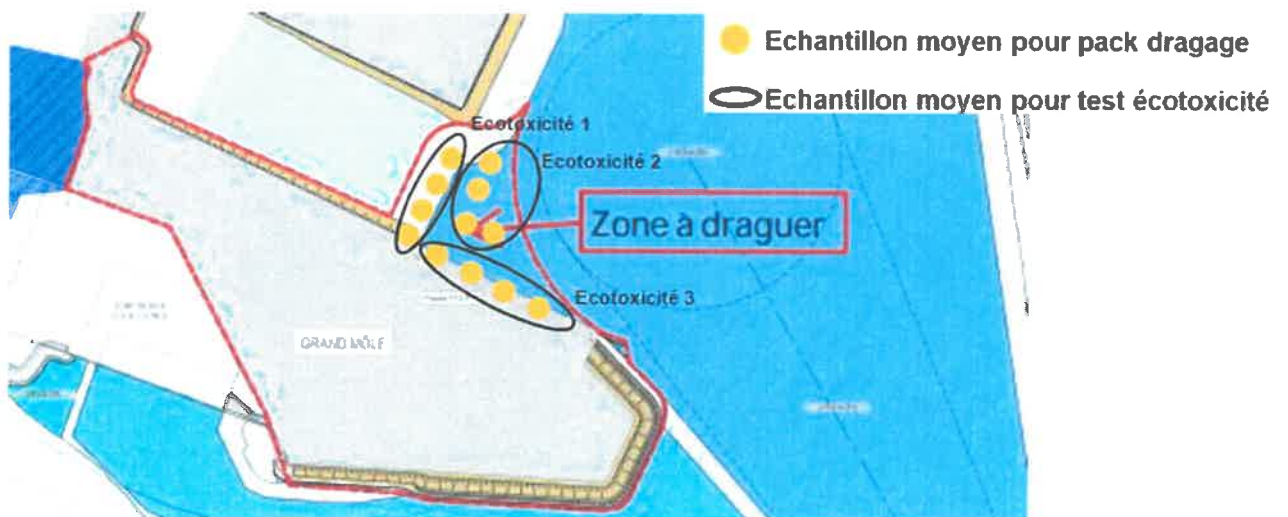 Echantillon moyen pour pack dragage
Echantillon moyen pour test écotoxicité
Ecotoxicité 1
Ecotoxicité 2
Zone à draguer
Ecotoxicité 3
GRAND MÔLE